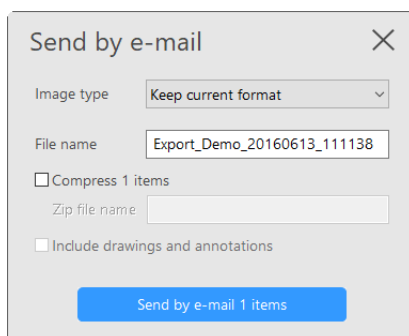 Send by e-mail
Image type Keep current format
File name Export_Demo_20160613_111138
Compress 1 items
Zip file name
Include drawings and annotations
Send by e-mail 1 items